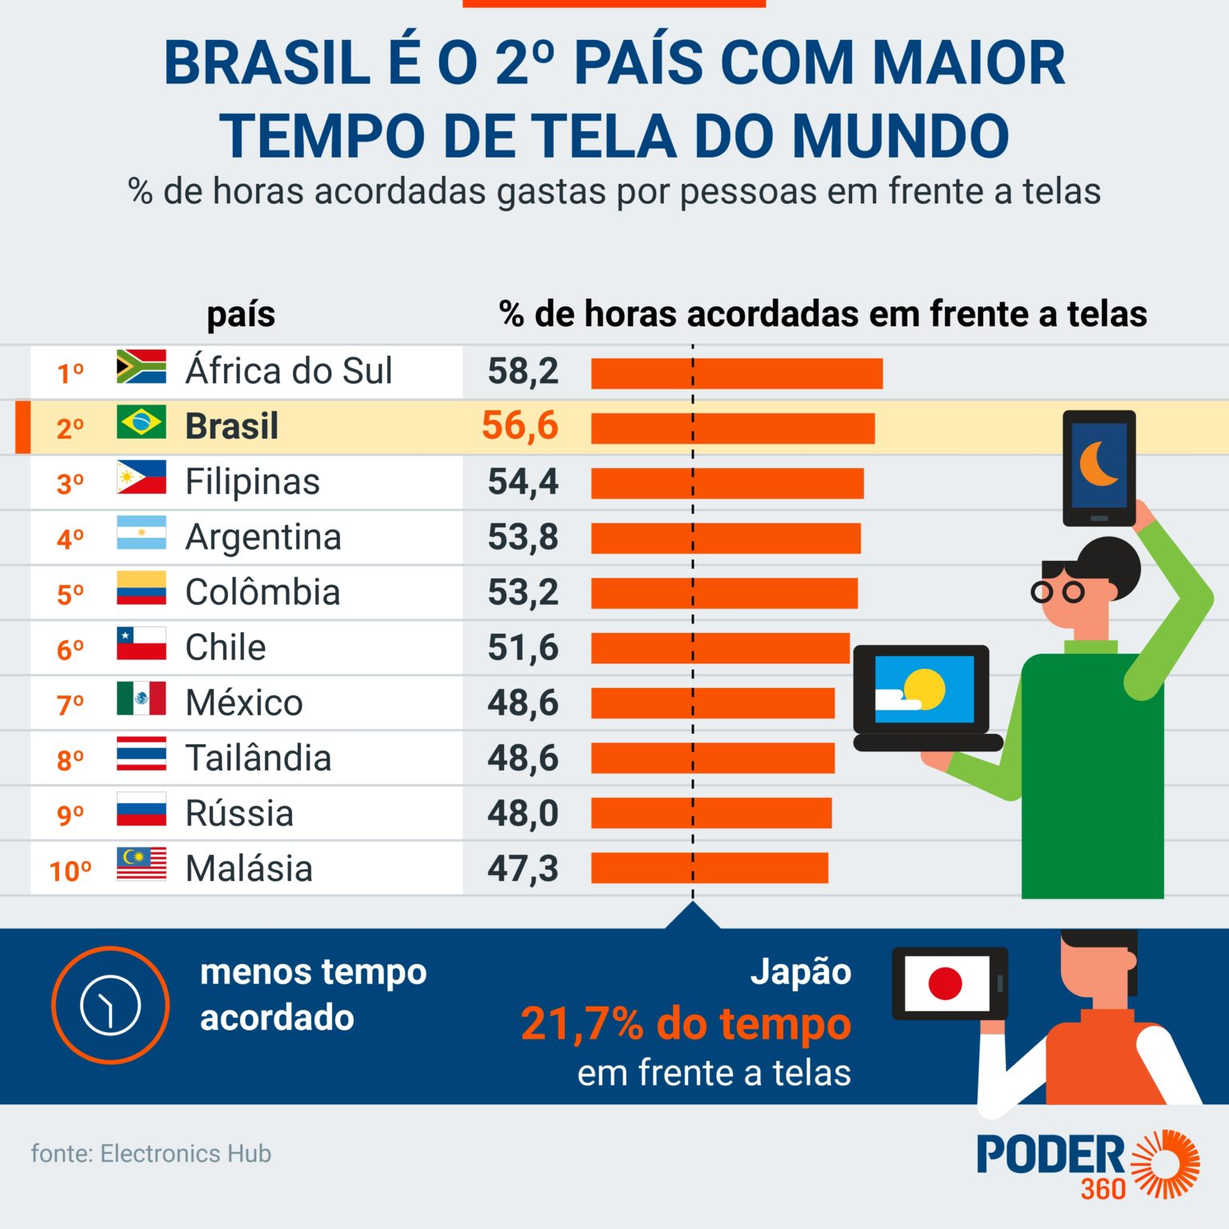 BRASIL É O 2º PAÍS COM MAIOR
TEMPO DE TELA DO MUNDO
% de horas acordadas gastas por pessoas em frente a telas
país % de horas acordadas em frente a telas
1º África do Sul 58,2
2º Brasil 56,6
3º Filipinas 54,4
4º Argentina 53,8
5º Colômbia 53,2
6º Chile 51,6
7º México 48,6
8º Tailândia 48,6
9º Rússia 48,0
10º Malásia 47,3
menos tempo
acordado
Japão
21,7% do tempo
em frente a telas
fonte: Electronics Hub
PODER
360